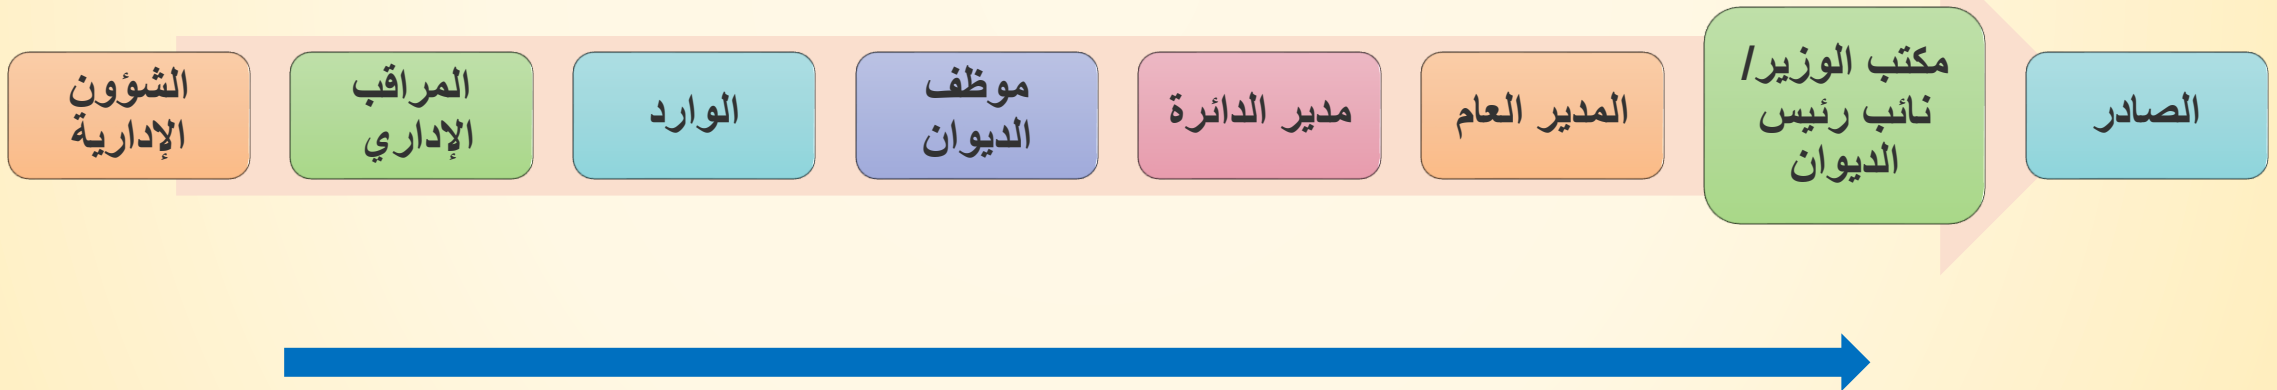 الشؤون
الإدارية
المراقب
الإداري
الوارد
موظف
الديوان
مدير الدائرة
المدير العام
مكتب الوزير/
نائب رئيس
الديوان
الصادر